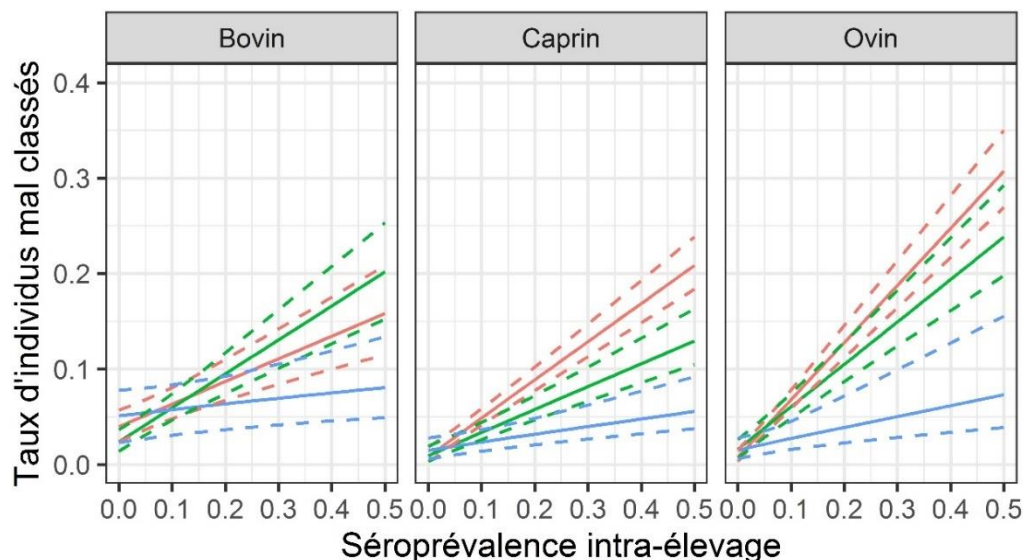 Bovin Caprin Ovin
Taux d'individus mal classés
0.4
0.3
0.2
0.1
0.0
0.0 0.1 0.2 0.3 0.4 0.5 0.0 0.1 0.2 0.3 0.4 0.5 0.0 0.1 0.2 0.3 0.4 0.5
Séroprévalence intra-élevage